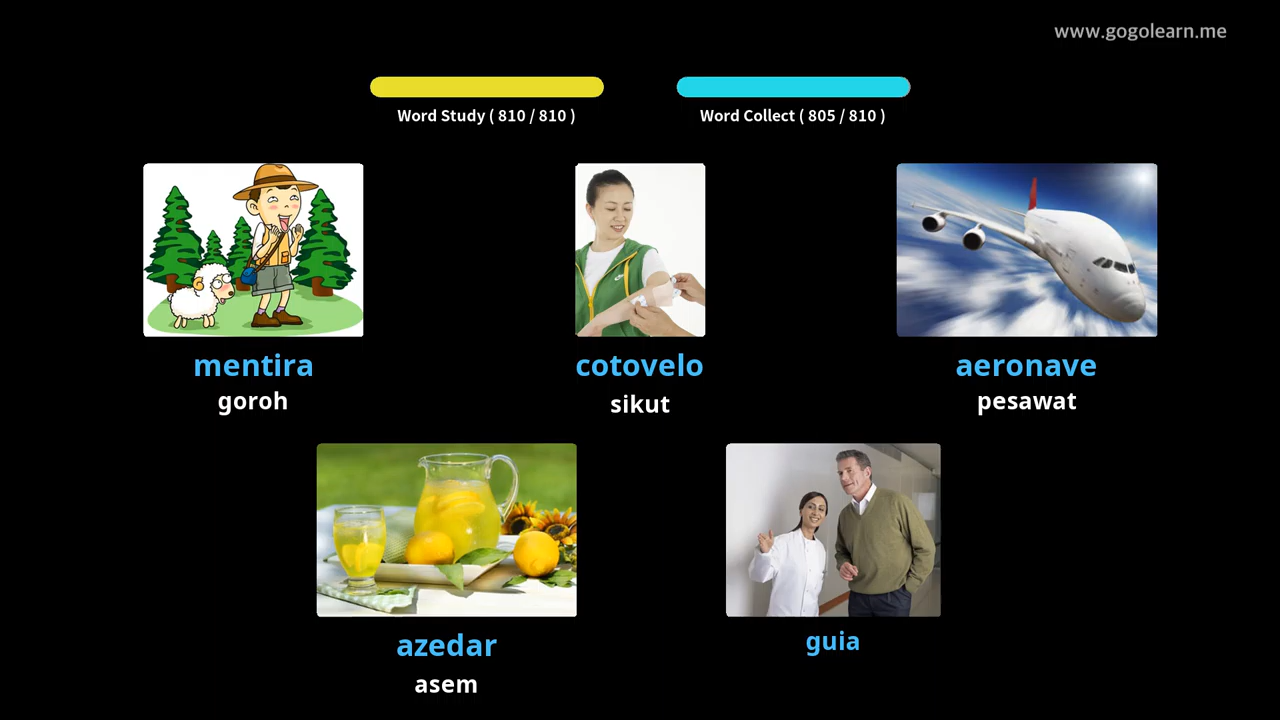 www.gogolearn.me
Word Study ( 810 / 810 )
Word Collect ( 805 / 810 )
mentira
goroh
cotovelo
sikut
aeronave
pesawat
azedar
asem
guia